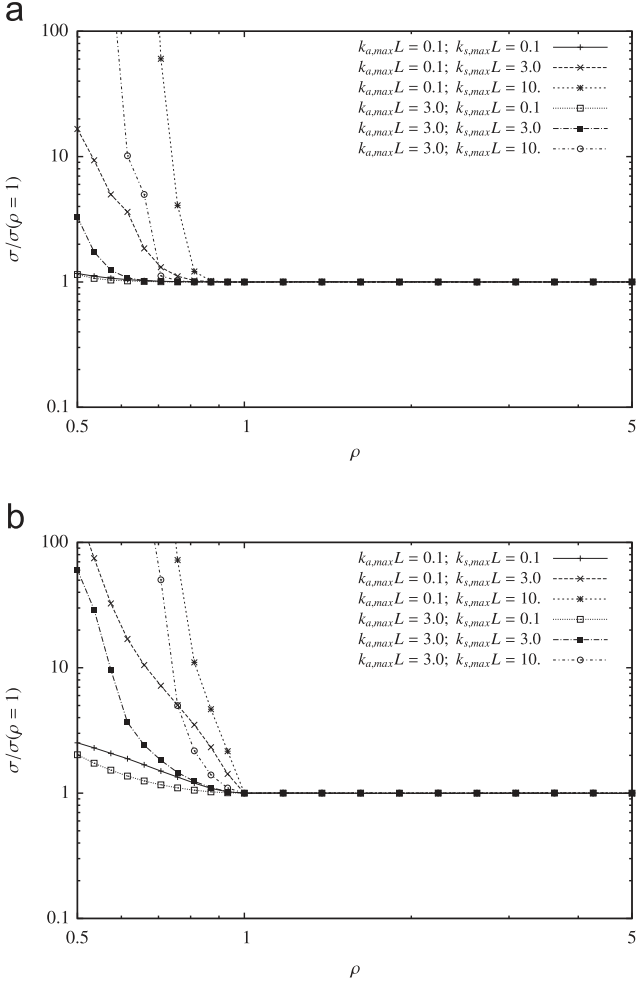 a
100
10
1
0.1
σ/σ(ρ = 1)
k_{a,max}L = 0.1; k_{s,max}L = 0.1
k_{a,max}L = 0.1; k_{s,max}L = 3.0
k_{a,max}L = 0.1; k_{s,max}L = 10.
k_{a,max}L = 3.0; k_{s,max}L = 0.1
k_{a,max}L = 3.0; k_{s,max}L = 3.0
k_{a,max}L = 3.0; k_{s,max}L = 10.
0.5 1 5
ρ
b
100
10
1
0.1
σ/σ(ρ = 1)
k_{a,max}L = 0.1; k_{s,max}L = 0.1
k_{a,max}L = 0.1; k_{s,max}L = 3.0
k_{a,max}L = 0.1; k_{s,max}L = 10.
k_{a,max}L = 3.0; k_{s,max}L = 0.1
k_{a,max}L = 3.0; k_{s,max}L = 3.0
k_{a,max}L = 3.0; k_{s,max}L = 10.
0.5 1 5
ρ